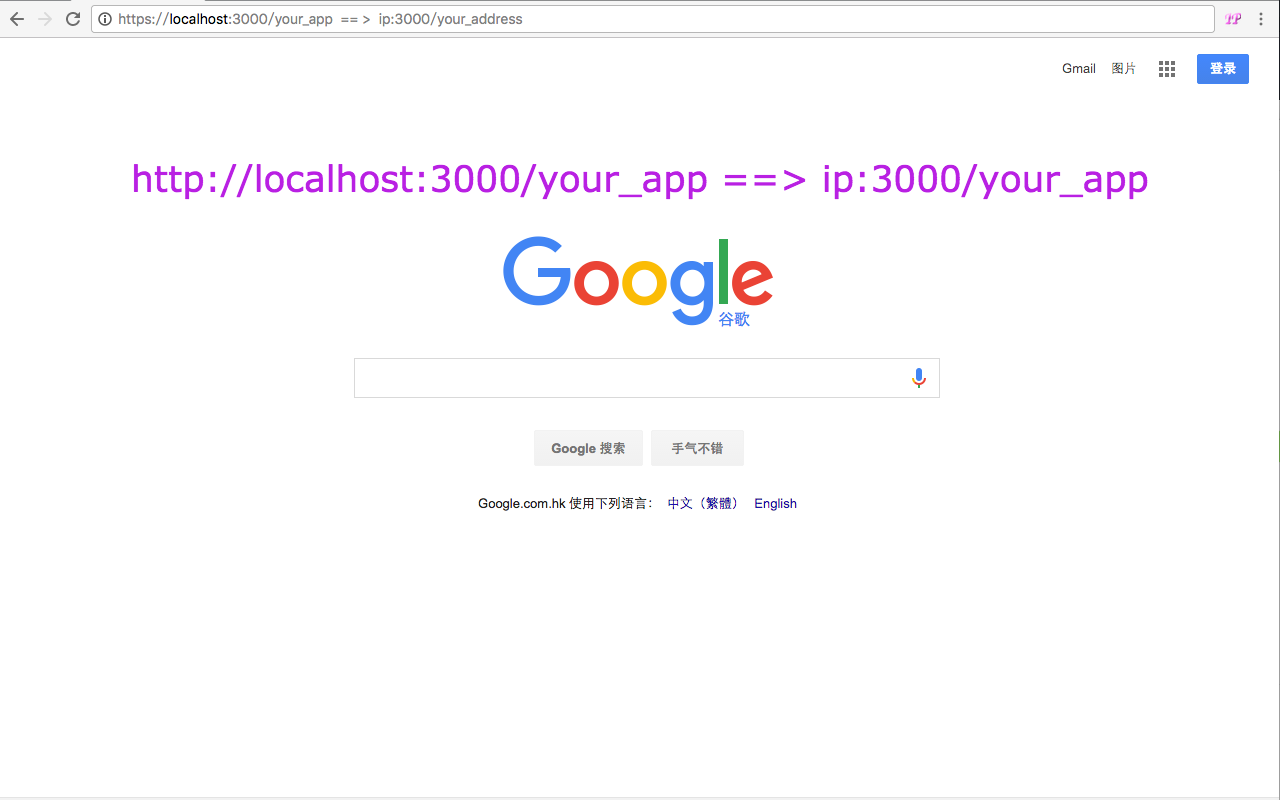 https://localhost:3000/your_app == > ip:3000/your_address
IP
Gmail 图片 登录
http://localhost:3000/your_app ==> ip:3000/your_app
Google
谷歌
Google 搜索 手气不错
Google.com.hk 使用下列语言： 中文（繁體） English